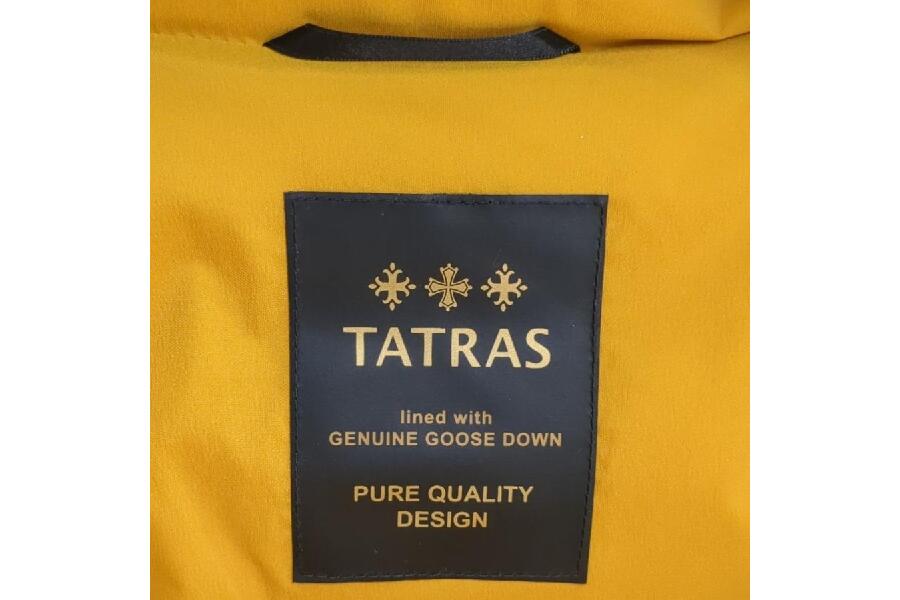 TATRAS
lined with
GENUINE GOOSE DOWN
PURE QUALITY
DESIGN